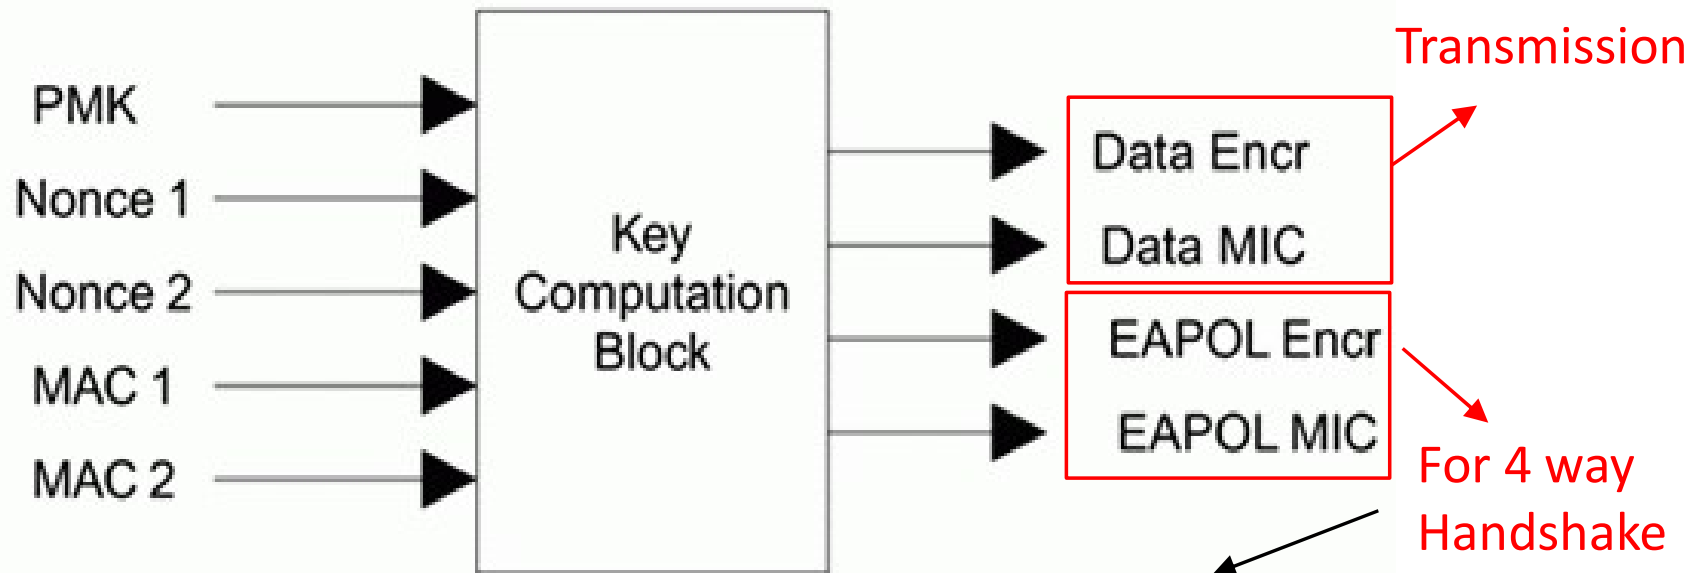 PMK
Nonce 1
Nonce 2
MAC 1
MAC 2
Key
Computation
Block
Data Encr
Data MIC
EAPOL Encr
EAPOL MIC
Transmission
For 4 way
Handshake